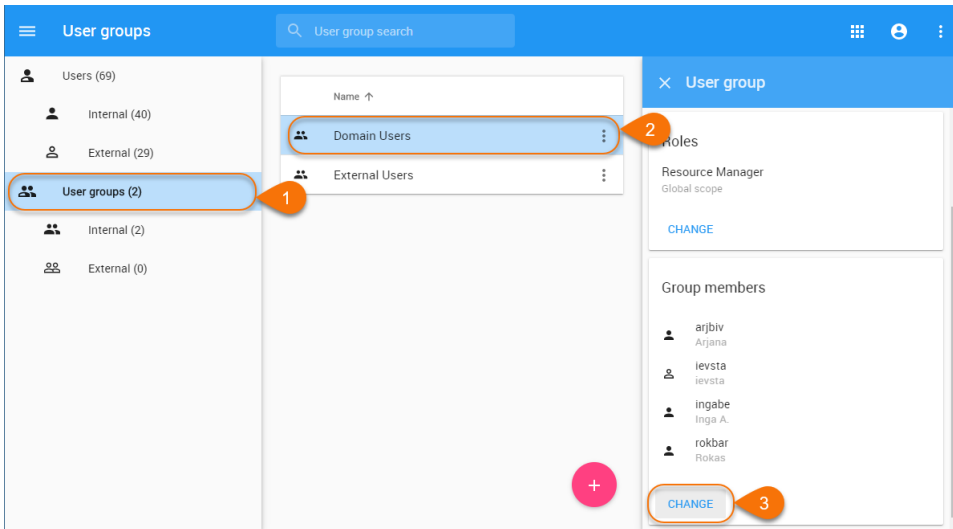 User groups
User group search
Users (69)
Internal (40)
External (29)
User groups (2)
1
Internal (2)
External (0)
Name
Domain Users
2
External Users
User group
Roles
Resource Manager
Global scope
CHANGE
Group members
arjbiv
Arjana
ievsta
ievsta
ingabe
Inga A.
rokbar
Rokas
CHANGE
3